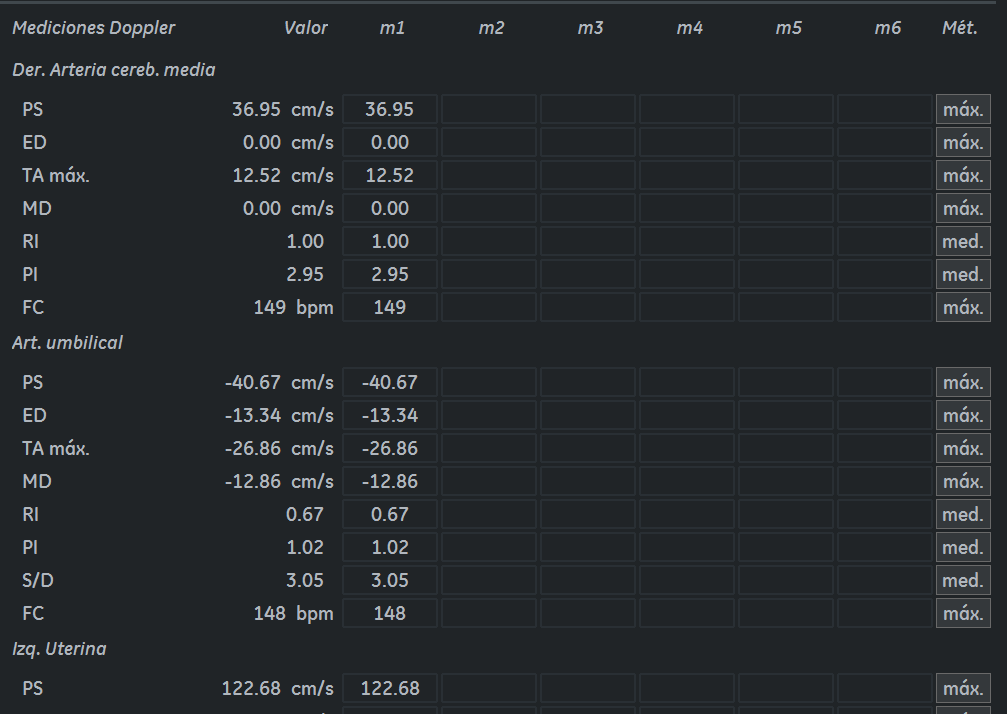 Mediciones Doppler Valor m1 m2 m3 m4 m5 m6 Mét.
Der. Arteria cereb. media
PS 36.95 cm/s 36.95 máx.
ED 0.00 cm/s 0.00 máx.
TA máx. 12.52 cm/s 12.52 máx.
MD 0.00 cm/s 0.00 máx.
RI 1.00 1.00 med.
PI 2.95 2.95 med.
FC 149 bpm 149 máx.
Art. umbilical
PS -40.67 cm/s -40.67 máx.
ED -13.34 cm/s -13.34 máx.
TA máx. -26.86 cm/s -26.86 máx.
MD -12.86 cm/s -12.86 máx.
RI 0.67 0.67 med.
PI 1.02 1.02 med.
S/D 3.05 3.05 med.
FC 148 bpm 148 máx.
Izq. Uterina
PS 122.68 cm/s 122.68 máx.